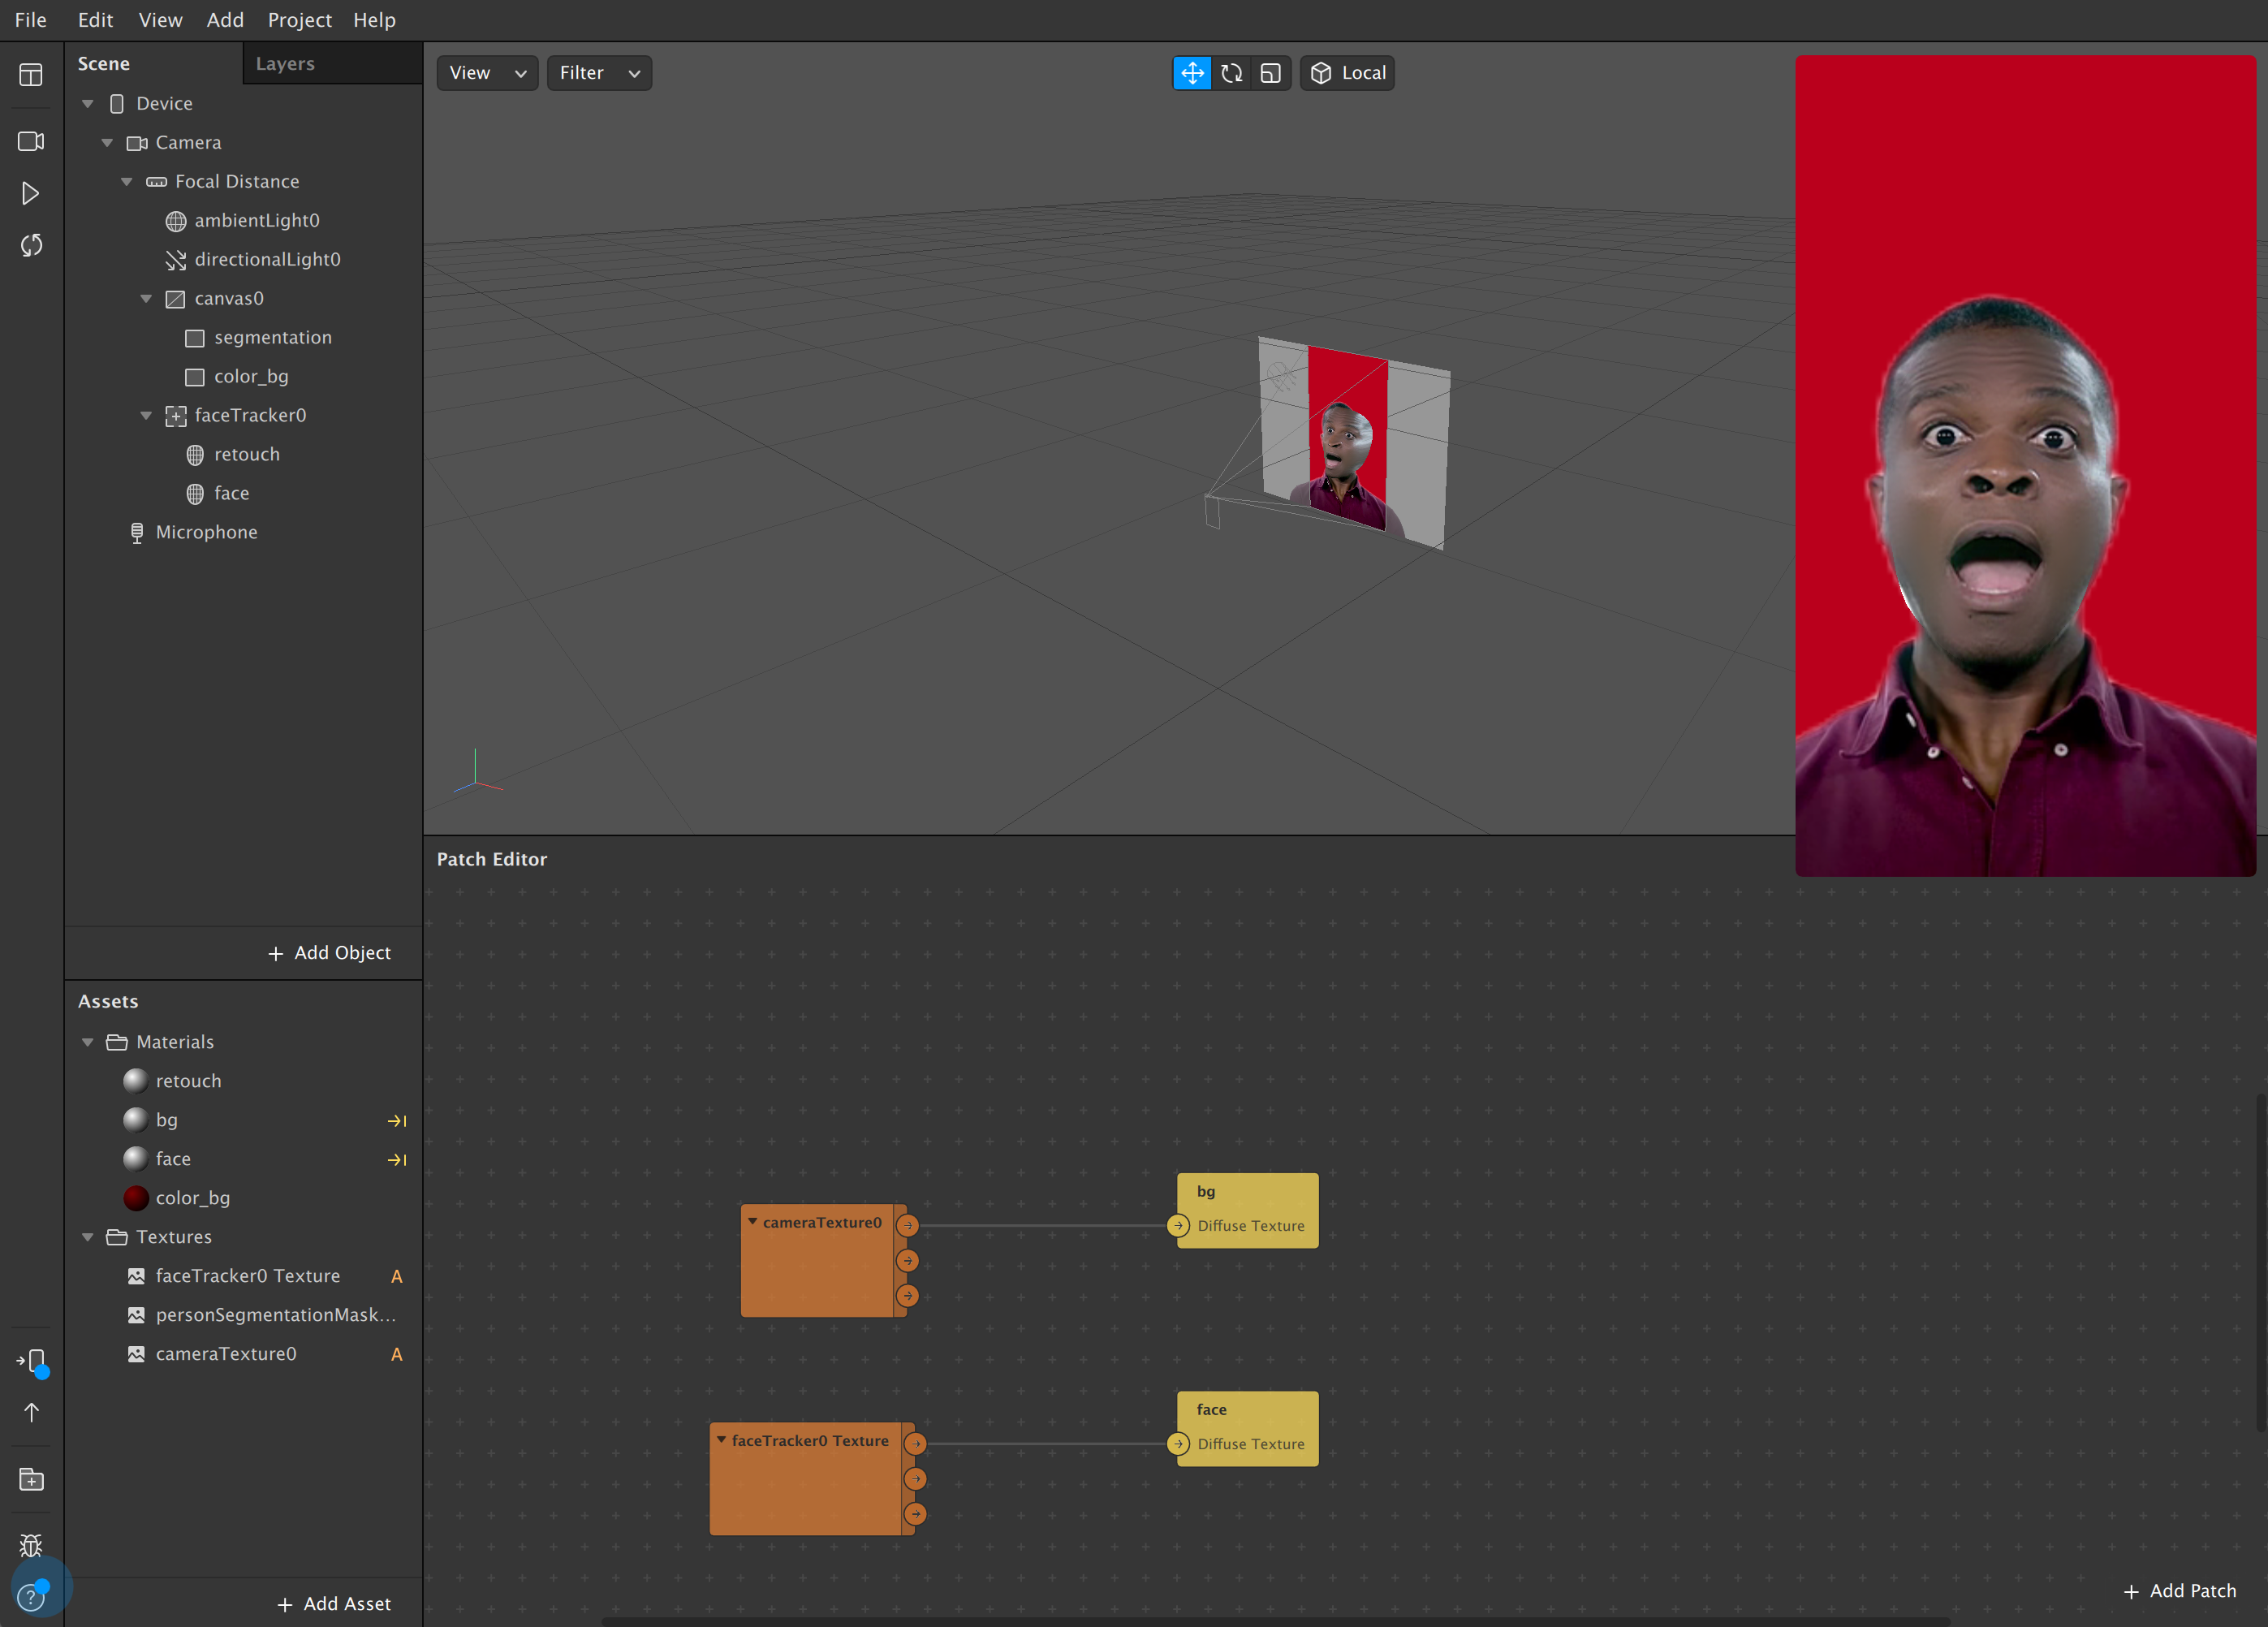 File Edit View Add Project Help
Scene Layers
Device
Camera
Focal Distance
ambientLight0
directionalLight0
canvas0
segmentation
color_bg
faceTracker0
retouch
face
Microphone
+ Add Object
Assets
Materials
retouch
bg
face
color_bg
Textures
faceTracker0 Texture A
personSegmentationMask...
cameraTexture0 A
+ Add Asset
View Filter Local
Patch Editor
cameraTexture0
bg
Diffuse Texture
faceTracker0 Texture
face
Diffuse Texture
+ Add Patch